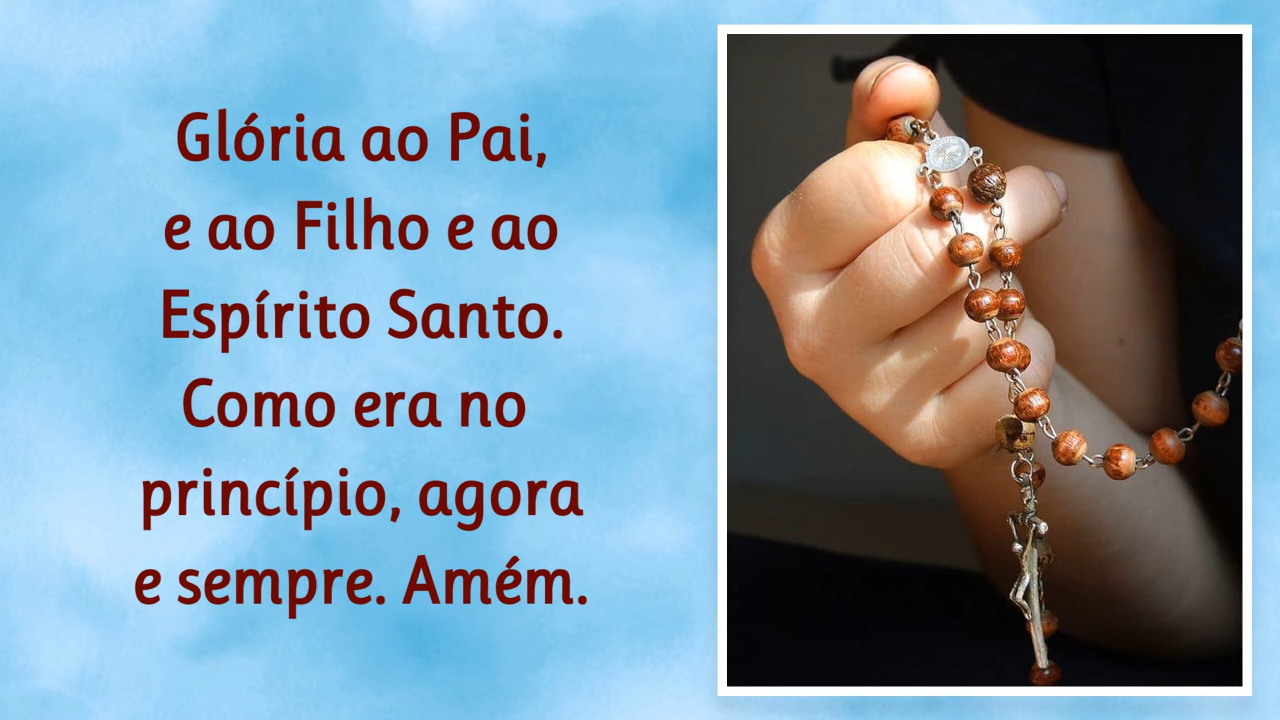 Glória ao Pai,
e ao Filho e ao
Espírito Santo.
Como era no
princípio, agora
e sempre. Amém.